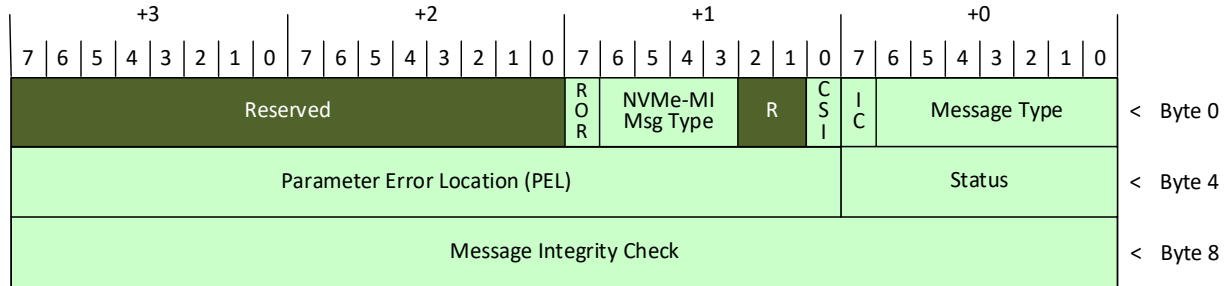 +3 +2 +1 +0
7 6 5 4 3 2 1 0 7 6 5 4 3 2 1 0 7 6 5 4 3 2 1 0 7 6 5 4 3 2 1 0
Reserved R O R NVMe-MI Msg Type R C S I I C Message Type < Byte 0
Parameter Error Location (PEL) Status < Byte 4
Message Integrity Check < Byte 8